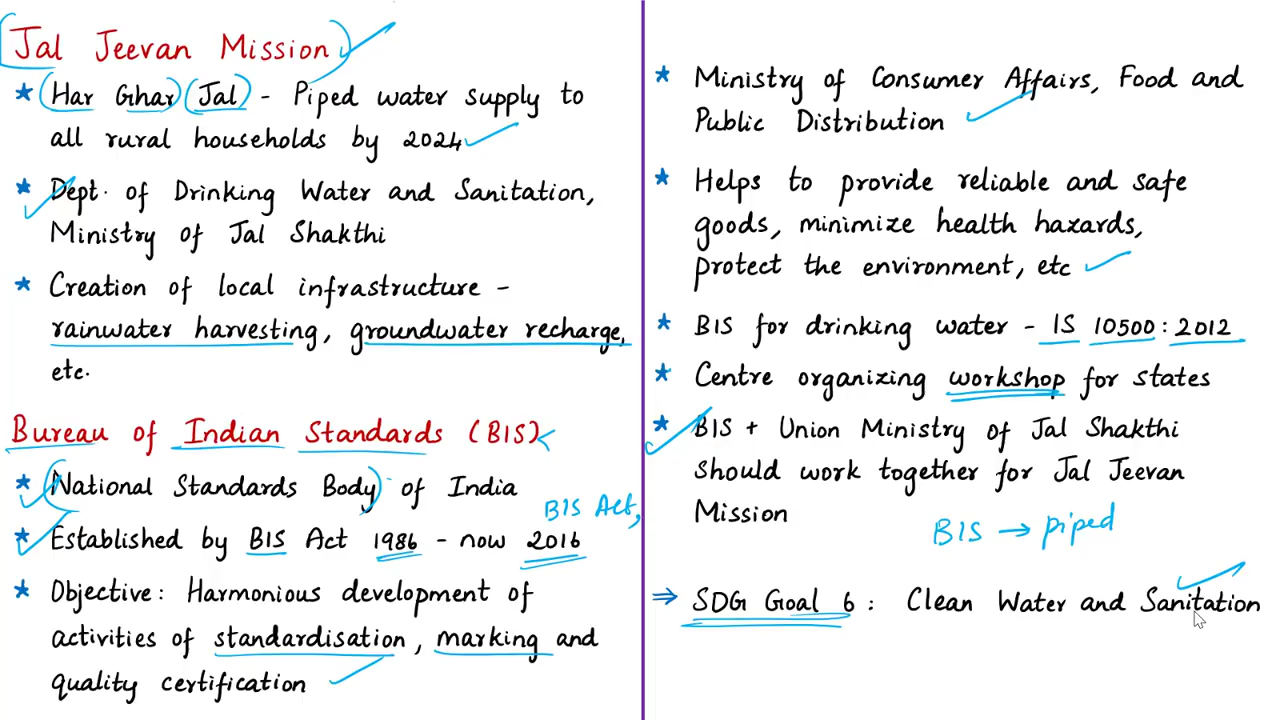 Jal Jeevan Mission
* Har Ghar Jal - Piped water supply to
all rural households by 2024
* Dept. of Drinking Water and Sanitation,
Ministry of Jal Shakthi
* Creation of local infrastructure -
rainwater harvesting, groundwater recharge,
etc.
Bureau of Indian Standards (BIS)
* National Standards Body of India
BIS Act,
* Established by BIS Act 1986 - now 2016
* Objective: Harmonious development of
activities of standardisation, marking and
quality certification
* Ministry of Consumer Affairs, Food and
Public Distribution
* Helps to provide reliable and safe
goods, minimize health hazards,
protect the environment, etc
* BIS for drinking water - IS 10500:2012
* Centre organizing workshop for states
* BIS + Union Ministry of Jal Shakthi
should work together for Jal Jeevan
Mission
BIS → piped
⇒ SDG Goal 6: Clean Water and Sanitation